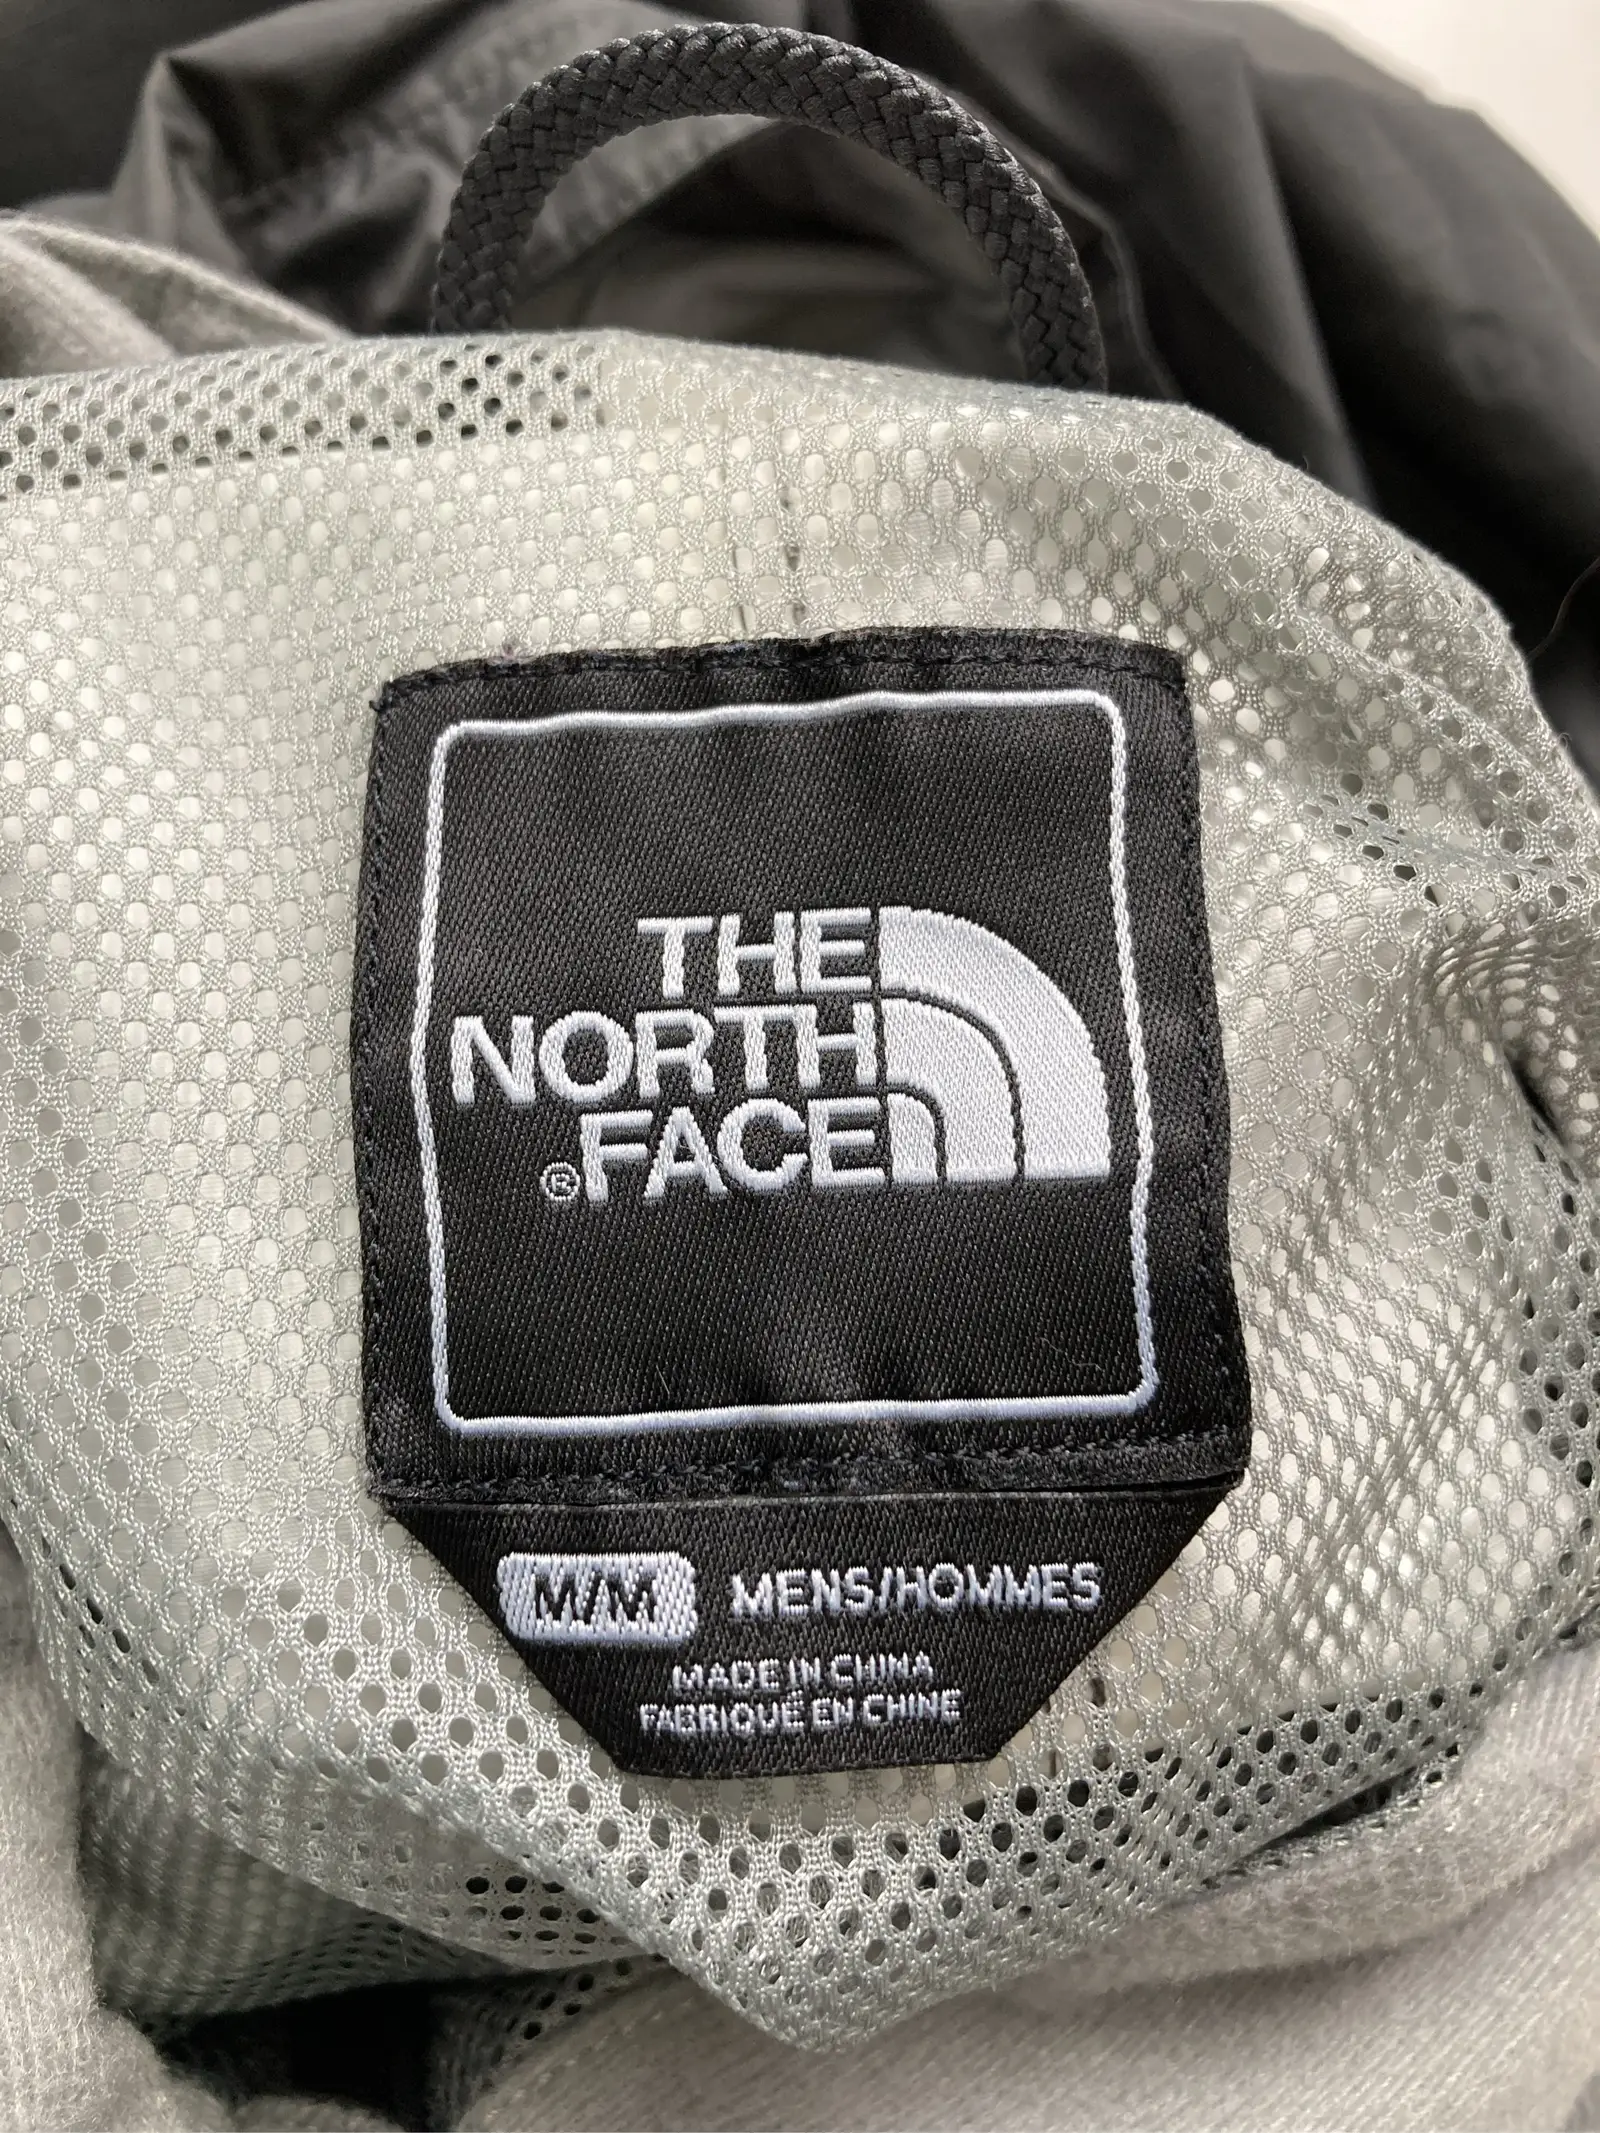 THE
NORTH
®FACE
M/M MENS/HOMMES
MADE IN CHINA
FABRIQUÉ EN CHINE